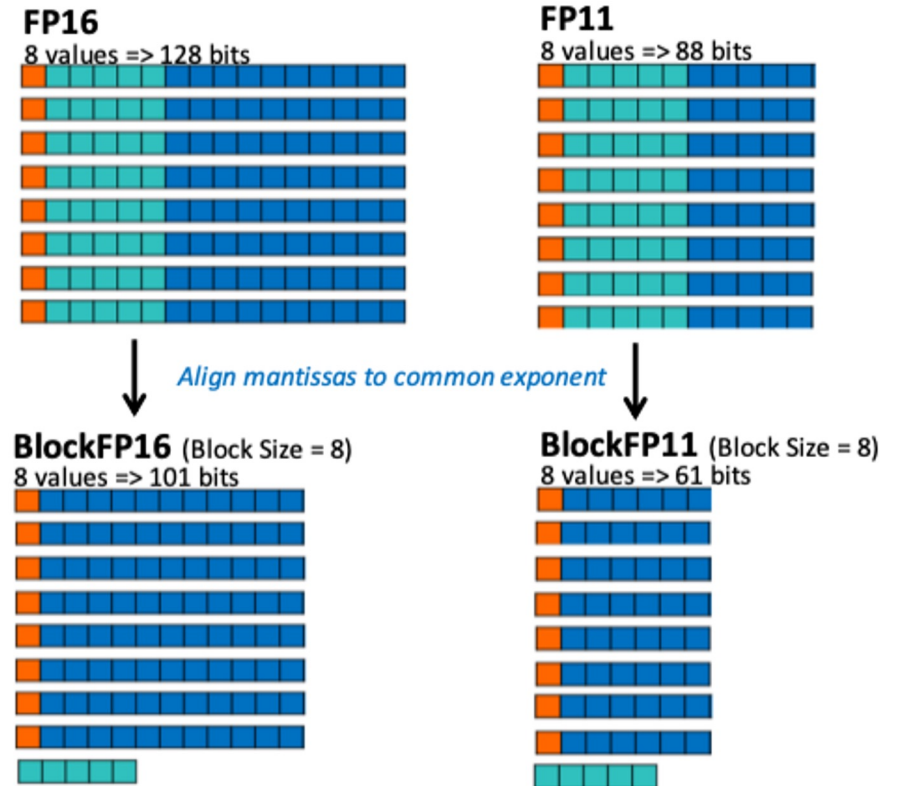 FP16
8 values => 128 bits
FP11
8 values => 88 bits
Align mantissas to common exponent
BlockFP16 (Block Size = 8)
8 values => 101 bits
BlockFP11 (Block Size = 8)
8 values => 61 bits